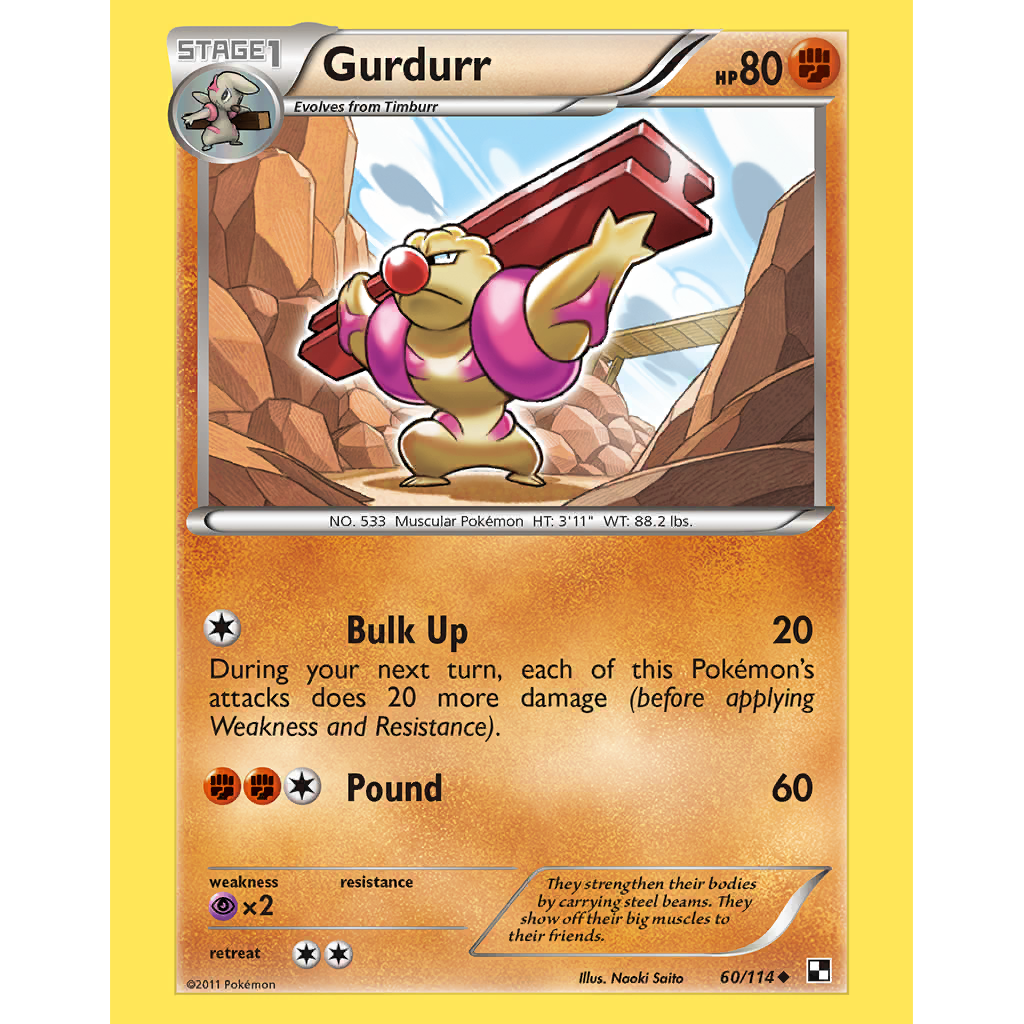 STAGE1
Gurdurr
HP80
Evolves from Timburr
NO. 533 Muscular Pokémon HT: 3'11" WT: 88.2 lbs.
Bulk Up 20
During your next turn, each of this Pokémon's
attacks does 20 more damage (before applying
Weakness and Resistance).
Pound 60
weakness resistance
×2
They strengthen their bodies
by carrying steel beams. They
show off their big muscles to
their friends.
retreat
Illus. Naoki Saito 60/114
©2011 Pokémon